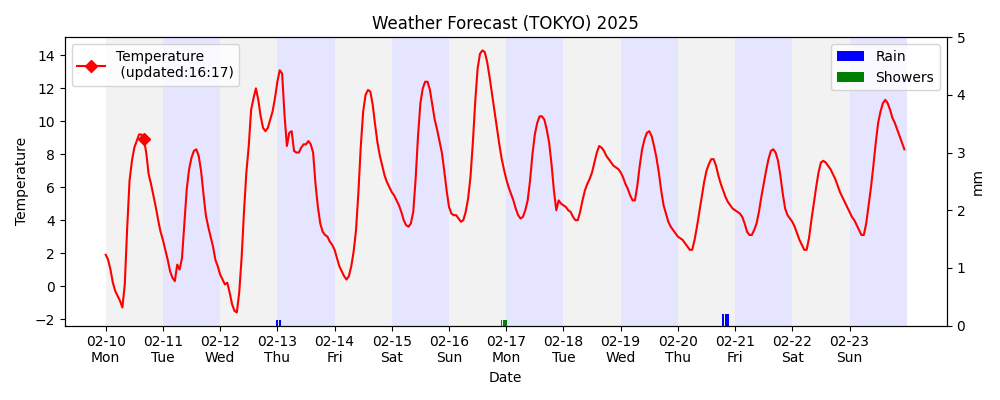 Weather Forecast (TOKYO) 2025
Temperature
(updated:16:17)
Rain
Showers
14
12
10
8
6
4
2
0
−2
Temperature
5
4
3
2
1
0
mm
02-10 02-11 02-12 02-13 02-14 02-15 02-16 02-17 02-18 02-19 02-20 02-21 02-22 02-23
Mon Tue Wed Thu Fri Sat Sun Mon Tue Wed Thu Fri Sat Sun
Date